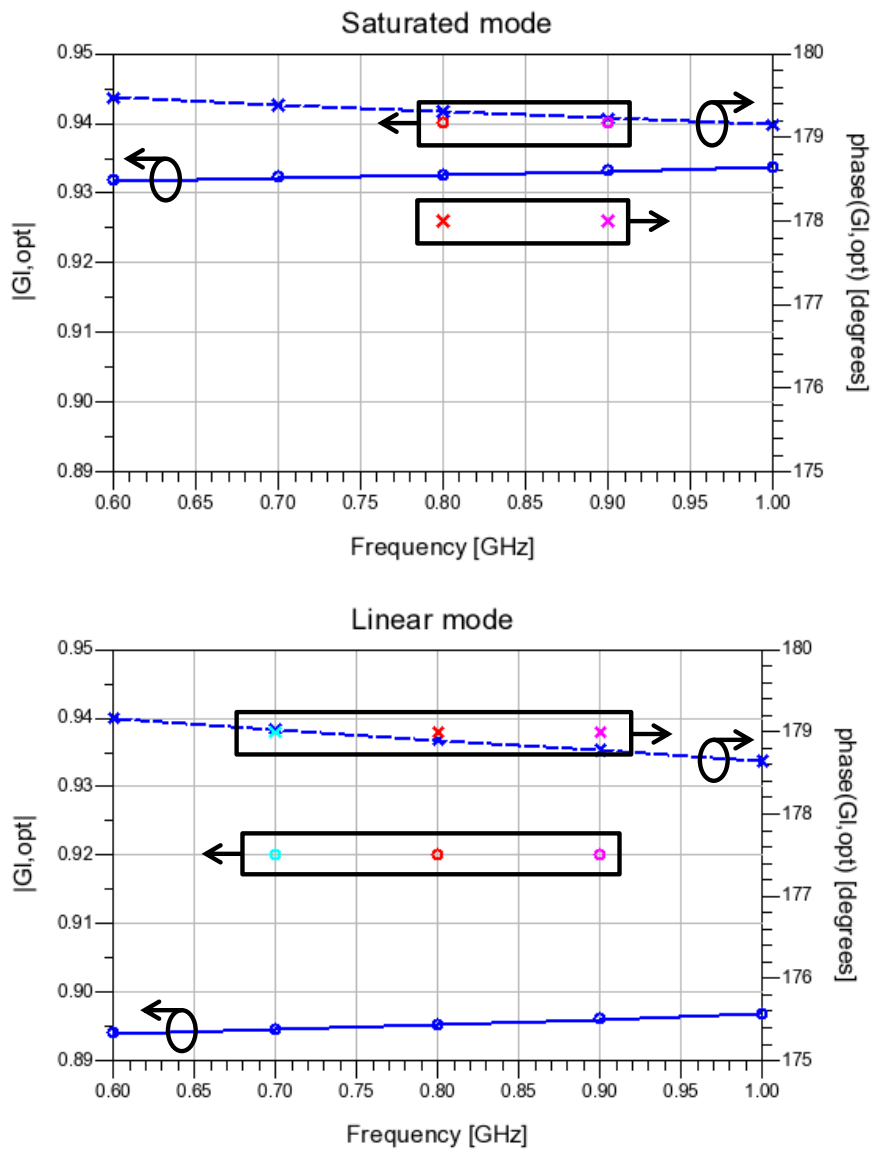 Saturated mode
0.95
0.94
0.93
0.92
0.91
0.90
0.89
|Gl,opt|
180
179
178
177
176
175
phase(Gl,opt) [degrees]
0.60 0.65 0.70 0.75 0.80 0.85 0.90 0.95 1.00
Frequency [GHz]
Linear mode
0.95
0.94
0.93
0.92
0.91
0.90
0.89
|Gl,opt|
180
179
178
177
176
175
phase(Gl,opt) [degrees]
0.60 0.65 0.70 0.75 0.80 0.85 0.90 0.95 1.00
Frequency [GHz]